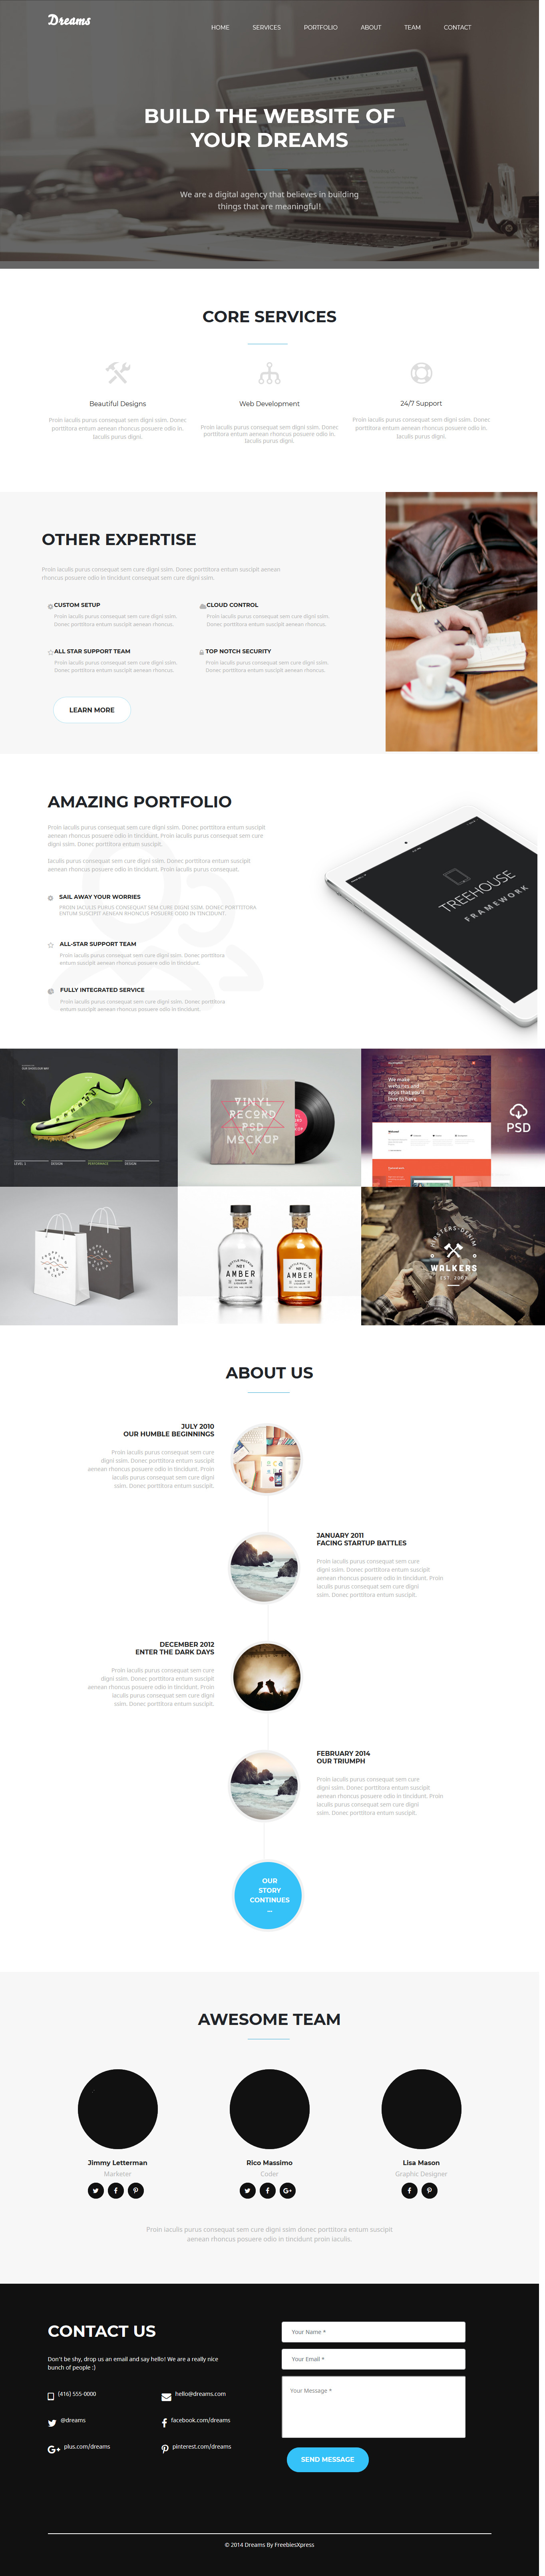 Dreams
HOME SERVICES PORTFOLIO ABOUT TEAM CONTACT
BUILD THE WEBSITE OF
YOUR DREAMS
We are a digital agency that believes in building
things that are meaningful!
CORE SERVICES
Beautiful Designs
Proin iaculis purus consequat sem digni ssim. Donec
porttitora entum aenean rhoncus posuere odio in.
Iaculis purus digni.
Web Development
Proin iaculis purus consequat sem digni ssim. Donec
porttitora entum aenean rhoncus posuere odio in.
Iaculis purus digni.
24/7 Support
Proin iaculis purus consequat sem digni ssim. Donec
porttitora entum aenean rhoncus posuere odio in.
Iaculis purus digni.
OTHER EXPERTISE
Proin iaculis purus consequat sem cure digni ssim. Donec porttitora entum suscipit aenean
rhoncus posuere odio in tincidunt consequat sem cure digni ssim.
CUSTOM SETUP
Proin iaculis purus consequat sem cure digni ssim.
Donec porttitora entum suscipit aenean rhoncus.
CLOUD CONTROL
Proin iaculis purus consequat sem cure digni ssim.
Donec porttitora entum suscipit aenean rhoncus.
ALL STAR SUPPORT TEAM
Proin iaculis purus consequat sem cure digni ssim.
Donec porttitora entum suscipit aenean rhoncus.
TOP NOTCH SECURITY
Proin iaculis purus consequat sem cure digni ssim.
Donec porttitora entum suscipit aenean rhoncus.
LEARN MORE
AMAZING PORTFOLIO
Proin iaculis purus consequat sem cure digni ssim. Donec porttitora entum suscipit
aenean rhoncus posuere odio in tincidunt. Proin iaculis purus consequat sem cure
digni ssim. Donec porttitora entum suscipit.
Iaculis purus consequat sem cure digni ssim. Donec porttitora entum suscipit
aenean rhoncus posuere odio in tincidunt. Proin iaculis purus consequat.
SAIL AWAY YOUR WORRIES
PROIN IACULIS PURUS CONSEQUAT SEM CURE DIGNI SSIM. DONEC PORTTITORA
ENTUM SUSCIPIT AENEAN RHONCUS POSUERE ODIO IN TINCIDUNT.
ALL-STAR SUPPORT TEAM
Proin iaculis purus consequat sem cure digni ssim. Donec porttitora
entum suscipit aenean rhoncus posuere odio in tincidunt.
FULLY INTEGRATED SERVICE
Proin iaculis purus consequat sem cure digni ssim. Donec porttitora
entum suscipit aenean rhoncus posuere odio in tincidunt.
TREEHOUSE
FRAMEWORK
LEVEL 3 DESIGN PERFORMANCE DESIGN
VINYL
RECORD
PSD
MOCKUP
We make
websites and
apps that you'll
love to have.
PSD
AMBER
AMBER
MASTERS-DENIM
WALKERS
EST. 200
ABOUT US
JULY 2010
OUR HUMBLE BEGINNINGS
Proin iaculis purus consequat sem cure
digni ssim. Donec porttitora entum suscipit
aenean rhoncus posuere odio in tincidunt. Proin
iaculis purus consequat sem cure digni
ssim. Donec porttitora entum suscipit.
JANUARY 2011
FACING STARTUP BATTLES
Proin iaculis purus consequat sem cure
digni ssim. Donec porttitora entum suscipit
aenean rhoncus posuere odio in tincidunt. Proin
iaculis purus consequat sem cure digni
ssim. Donec porttitora entum suscipit.
DECEMBER 2012
ENTER THE DARK DAYS
Proin iaculis purus consequat sem cure
digni ssim. Donec porttitora entum suscipit
aenean rhoncus posuere odio in tincidunt. Proin
iaculis purus consequat sem cure digni
ssim. Donec porttitora entum suscipit.
FEBRUARY 2014
OUR TRIUMPH
Proin iaculis purus consequat sem cure
digni ssim. Donec porttitora entum suscipit
aenean rhoncus posuere odio in tincidunt. Proin
iaculis purus consequat sem cure digni
ssim. Donec porttitora entum suscipit.
OUR
STORY
CONTINUES
...
AWESOME TEAM
Jimmy Letterman
Marketer
Rico Massimo
Coder
Lisa Mason
Graphic Designer
Proin iaculis purus consequat sem cure digni ssim donec porttitora entum suscipit
aenean rhoncus posuere odio in tincidunt proin iaculis.
CONTACT US
Don't be shy, drop us an email and say hello! We are a really nice
bunch of people :)
(416) 555-0000
hello@dreams.com
@dreams
facebook.com/dreams
plus.com/dreams
pinterest.com/dreams
Your Name *
Your Email *
Your Message *
SEND MESSAGE
© 2014 Dreams By FreebiesXpress